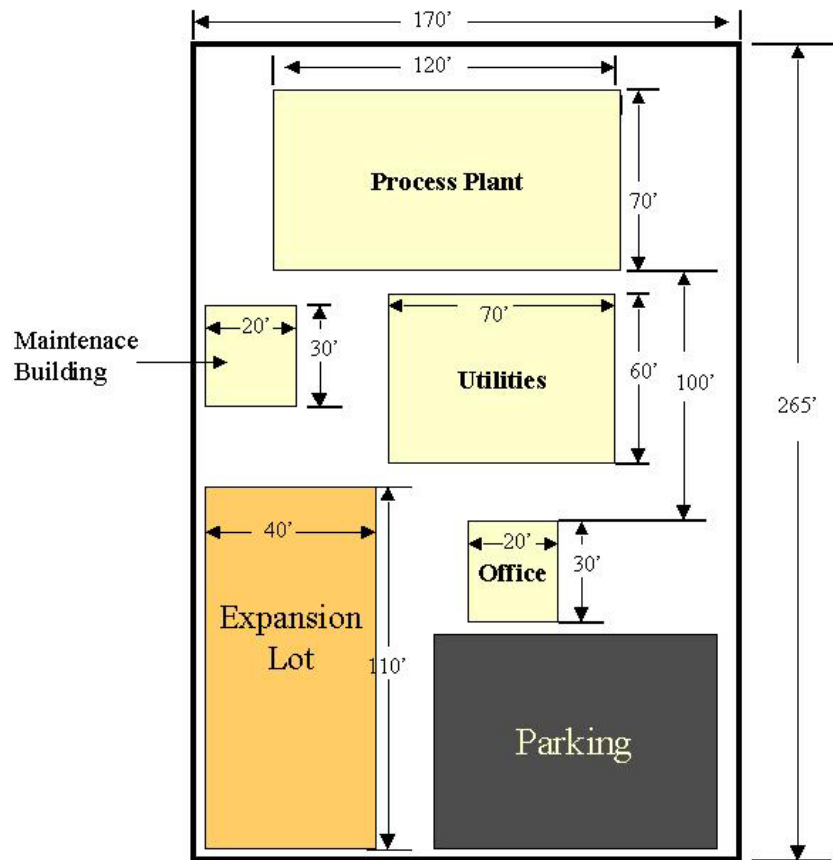 170’
120’
Process Plant
70’
20’
30’
Maintenace
Building
70’
Utilities
60’
100’
265’
40’
Expansion
Lot
110’
20’
Office
30’
Parking